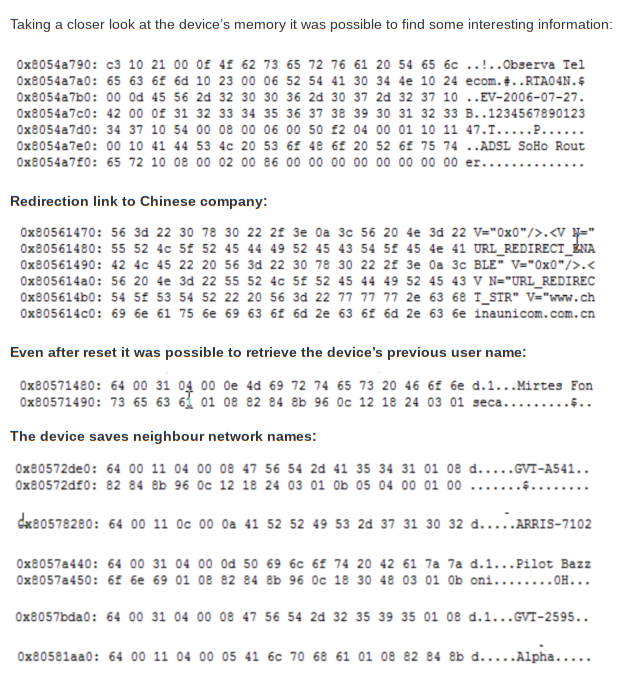 Taking a closer look at the device's memory it was possible to find some interesting information:
0x8054a790: c3 10 21 00 0f 4f 62 73 65 72 76 61 20 54 65 6c ..!..Observa Tel
0x8054a7a0: 65 63 6f 6d 10 23 00 06 52 54 41 30 34 4e 10 24 ecom.#..RTA04N.$
0x8054a7b0: 00 0d 45 56 2d 32 30 30 36 2d 30 37 2d 32 37 10 ..EV-2006-07-27.
0x8054a7c0: 42 00 0f 31 32 33 34 35 36 37 38 39 30 31 32 33 B..1234567890123
0x8054a7d0: 34 37 10 54 00 08 00 06 00 50 f2 04 00 01 10 11 47.T.....P......
0x8054a7e0: 00 10 41 44 53 4c 20 53 6f 48 6f 20 52 6f 75 74 ..ADSL SoHo Rout
0x8054a7f0: 65 72 10 08 00 02 00 86 00 00 00 00 00 00 00 00 er..............
Redirection link to Chinese company:
0x80561470: 56 3d 22 30 78 30 22 2f 3e 0a 3c 56 20 4e 3d 22 V="0x0"/>.<V N="
0x80561480: 55 52 4c 5f 52 45 44 49 52 45 43 54 5f 45 4e 41 URL_REDIRECT_ENA
0x80561490: 42 4c 45 22 20 56 3d 22 30 78 30 22 2f 3e 0a 3c BLE" V="0x0"/>.<
0x805614a0: 56 20 4e 3d 22 55 52 4c 5f 52 45 44 49 52 45 43 V N="URL_REDIREC
0x805614b0: 54 5f 53 54 52 22 20 56 3d 22 77 77 77 2e 63 68 T_STR" V="www.ch
0x805614c0: 69 6e 61 75 6e 69 63 6f 6d 2e 63 6f 6d 2e 63 6e inaunicom.com.cn
Even after reset it was possible to retrieve the device's previous user name:
0x80571480: 64 00 31 04 00 0e 4d 69 72 74 65 73 20 46 6f 6e d.1...Mirtes Fon
0x80571490: 73 65 63 61 01 08 82 84 8b 96 0c 12 18 24 03 01 seca.........$..
The device saves neighbour network names:
0x80572de0: 64 00 11 04 00 08 47 56 54 2d 41 35 34 31 01 08 d.....GVT-A541..
0x80572df0: 82 84 8b 96 0c 12 18 24 03 01 0b 05 04 00 01 00 .......$........
0x80578280: 64 00 11 0c 00 0a 41 52 52 49 53 2d 37 31 30 32 d.....ARRIS-7102
0x8057a440: 64 00 31 04 00 0d 50 69 6c 6f 74 20 42 61 7a 7a d.1...Pilot Bazz
0x8057a450: 6f 6e 69 01 08 82 84 8b 96 0c 18 30 48 03 01 0b oni........0H...
0x8057bda0: 64 00 31 04 00 08 47 56 54 2d 32 35 39 35 01 08 d.1...GVT-2595..
0x80581aa0: 64 00 11 04 00 05 41 6c 70 68 61 01 08 82 84 8b d.....Alpha.....